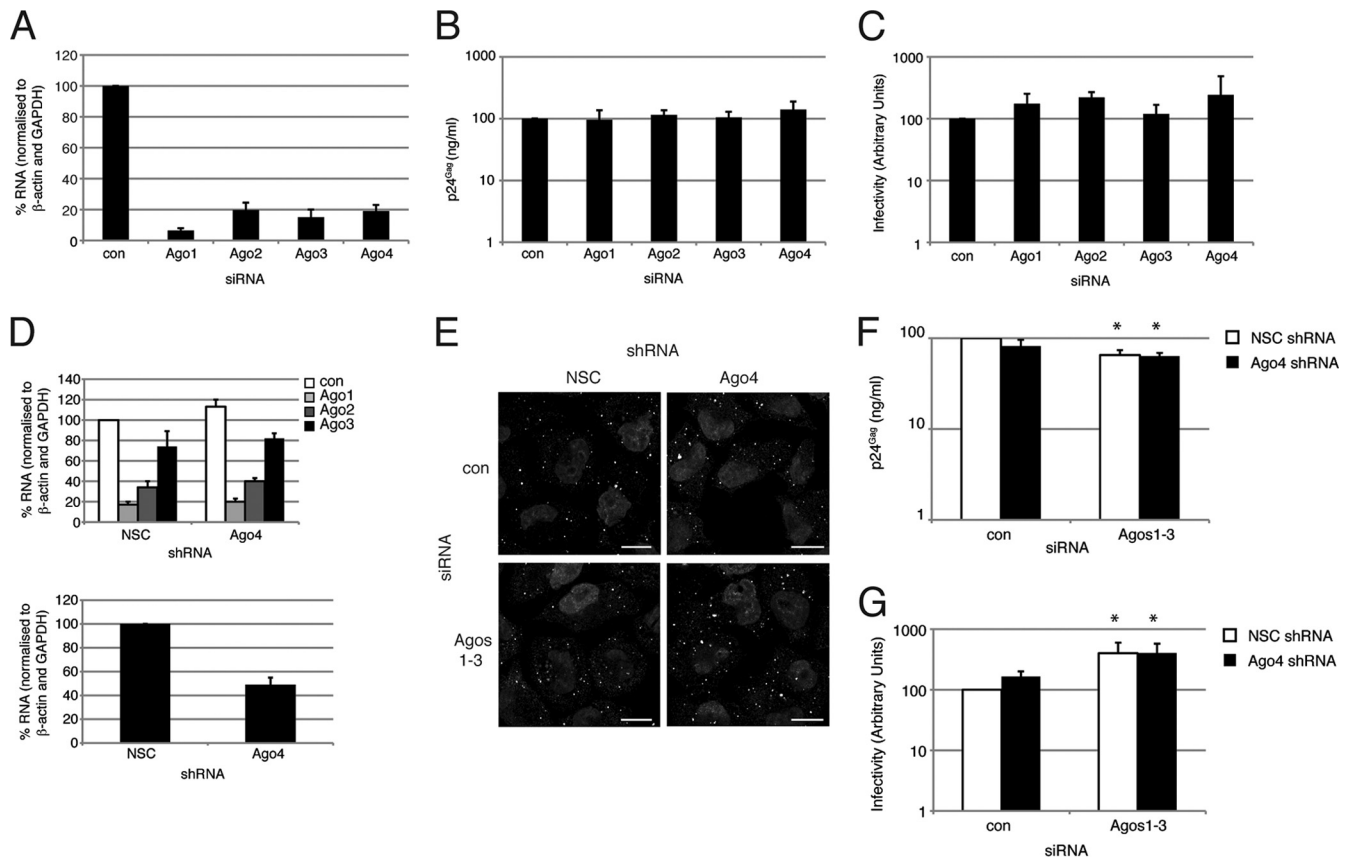 A
% RNA (normalised to
β-actin and GAPDH)
120
100
80
60
40
20
0
con Ago1 Ago2 Ago3 Ago4
siRNA
B
p24Gag (ng/ml)
1000
100
10
1
con Ago1 Ago2 Ago3 Ago4
siRNA
C
Infectivity (Arbitrary Units)
1000
100
10
1
con Ago1 Ago2 Ago3 Ago4
siRNA
D
% RNA (normalised to
β-actin and GAPDH)
140
120
100
80
60
40
20
0
con
Ago1
Ago2
Ago3
NSC Ago4
shRNA
% RNA (normalised to
β-actin and GAPDH)
120
100
80
60
40
20
0
NSC Ago4
shRNA
E
shRNA
NSC Ago4
siRNA
con
Agos
1-3
F
p24Gag (ng/ml)
100
10
1
* *
NSC shRNA
Ago4 shRNA
con Agos1-3
siRNA
G
Infectivity (Arbitrary Units)
1000
100
10
1
* *
NSC shRNA
Ago4 shRNA
con Agos1-3
siRNA